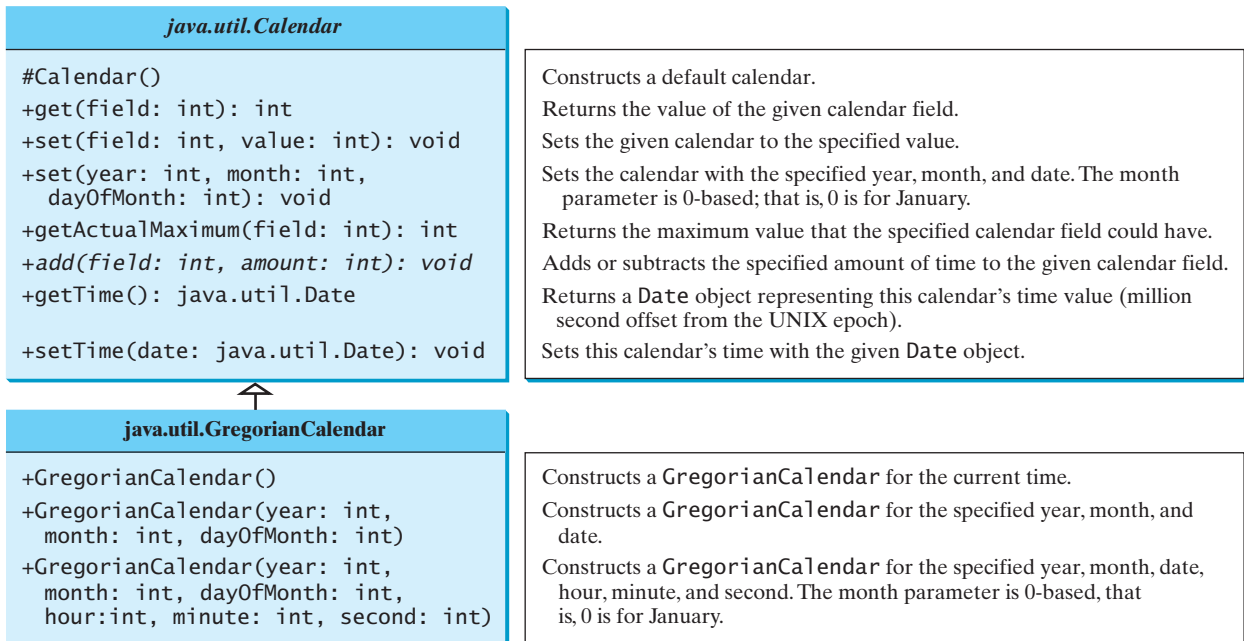 java.util.Calendar
#Calendar()
+get(field: int): int
+set(field: int, value: int): void
+set(year: int, month: int,
dayOfMonth: int): void
+getActualMaximum(field: int): int
+add(field: int, amount: int): void
+getTime(): java.util.Date
+setTime(date: java.util.Date): void
Constructs a default calendar.
Returns the value of the given calendar field.
Sets the given calendar to the specified value.
Sets the calendar with the specified year, month, and date. The month
parameter is 0-based; that is, 0 is for January.
Returns the maximum value that the specified calendar field could have.
Adds or subtracts the specified amount of time to the given calendar field.
Returns a Date object representing this calendar's time value (million
second offset from the UNIX epoch).
Sets this calendar's time with the given Date object.
java.util.GregorianCalendar
+GregorianCalendar()
+GregorianCalendar(year: int,
month: int, dayOfMonth: int)
+GregorianCalendar(year: int,
month: int, dayOfMonth: int,
hour:int, minute: int, second: int)
Constructs a GregorianCalendar for the current time.
Constructs a GregorianCalendar for the specified year, month, and
date.
Constructs a GregorianCalendar for the specified year, month, date,
hour, minute, and second. The month parameter is 0-based, that
is, 0 is for January.